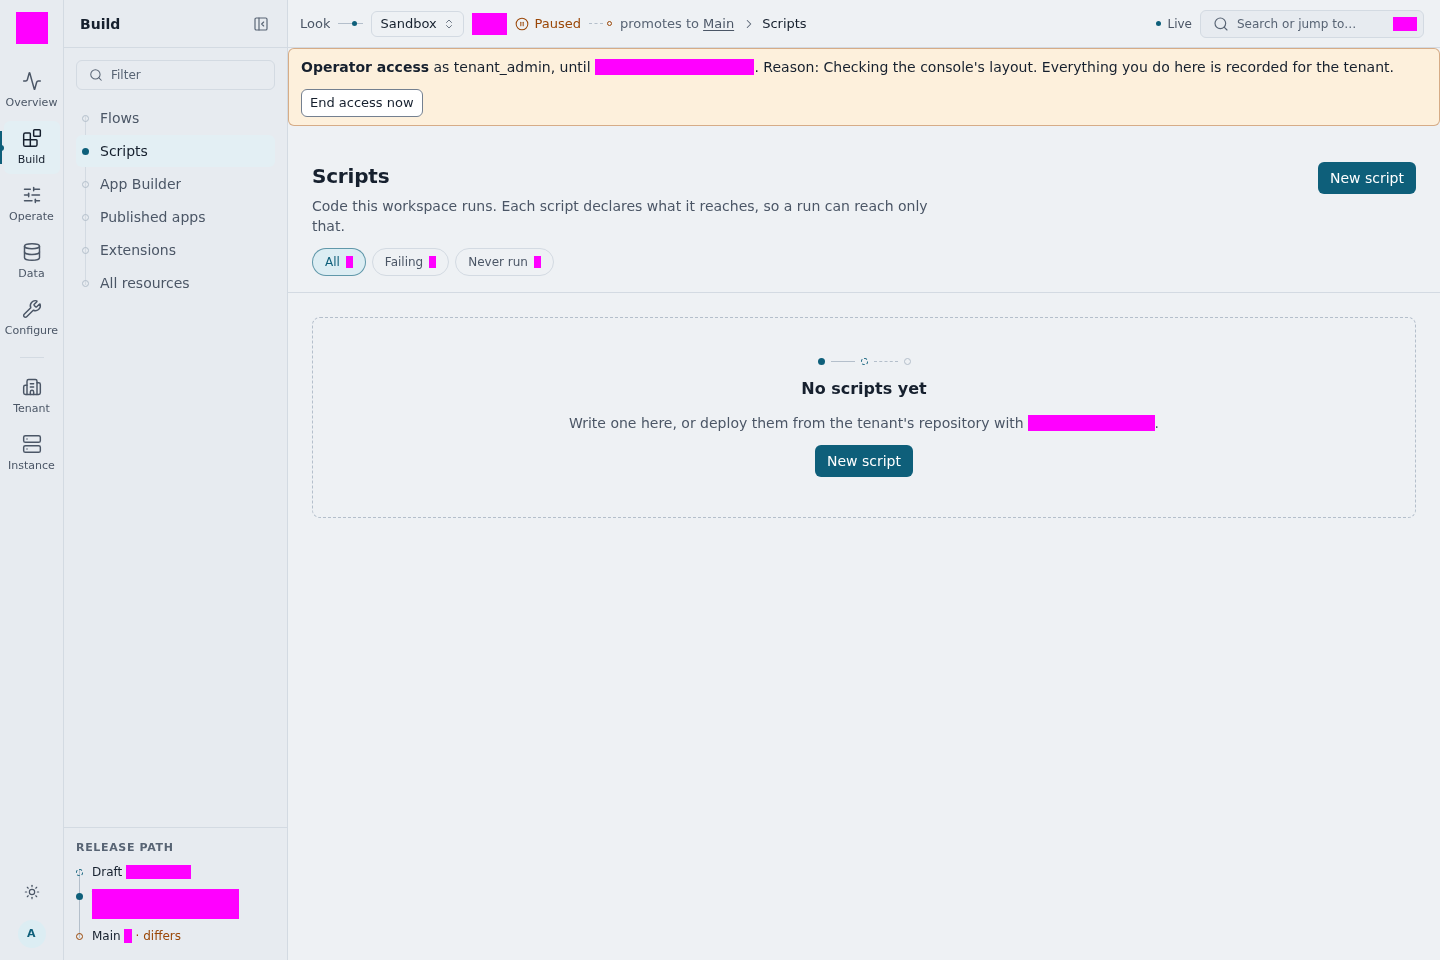 Build
Look
Sandbox
Paused
promotes to Main
Scripts
Live
Search or jump to…
Operator access as tenant_admin, until . Reason: Checking the console's layout. Everything you do here is recorded for the tenant.
End access now
Overview
Build
Operate
Data
Configure
Tenant
Instance
A
Filter
Flows
Scripts
App Builder
Published apps
Extensions
All resources
RELEASE PATH
Draft
Main · differs
Scripts
New script
Code this workspace runs. Each script declares what it reaches, so a run can reach only
that.
All
Failing
Never run
No scripts yet
Write one here, or deploy them from the tenant's repository with .
New script